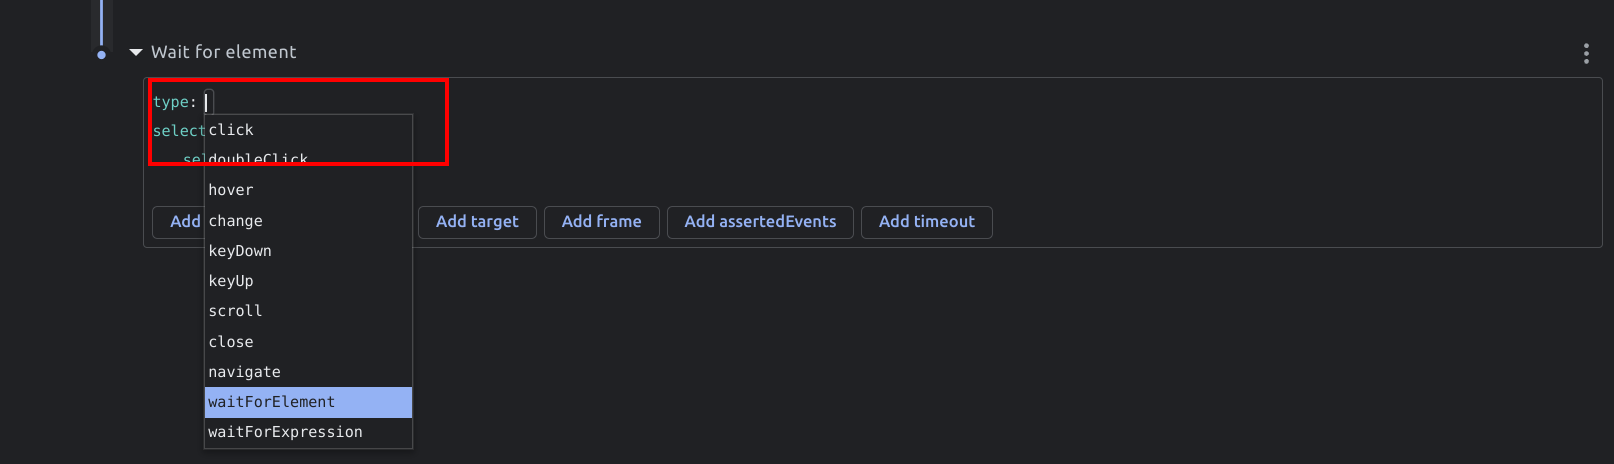 Wait for element
type:
select
sel
click
doubleClick
hover
change
keyDown
keyUp
scroll
close
navigate
waitForElement
waitForExpression
Add
Add target
Add frame
Add assertedEvents
Add timeout